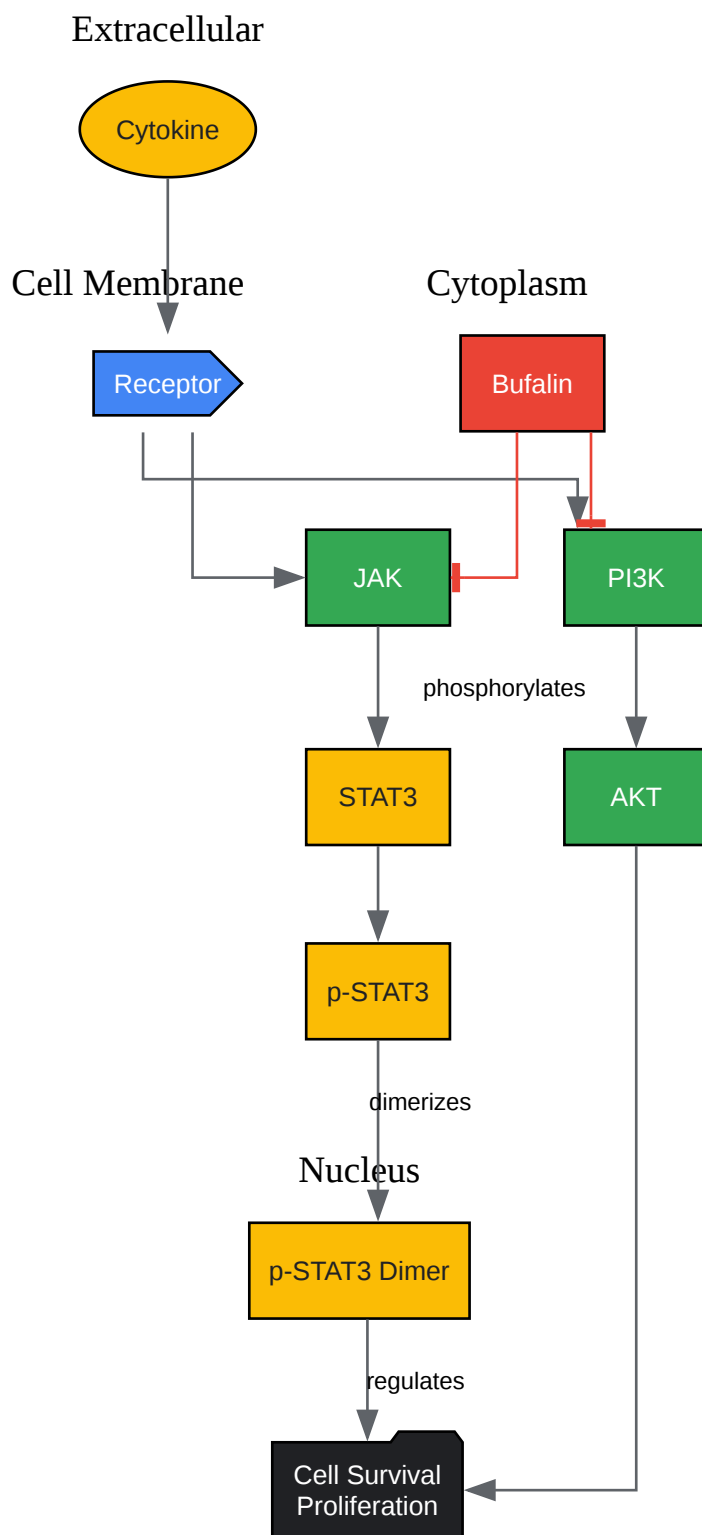 Extracellular
Cytokine
Cell Membrane
Cytoplasm
Receptor
Bufalin
JAK
PI3K
phosphorylates
STAT3
AKT
p-STAT3
dimerizes
Nucleus
p-STAT3 Dimer
regulates
Cell Survival
Proliferation